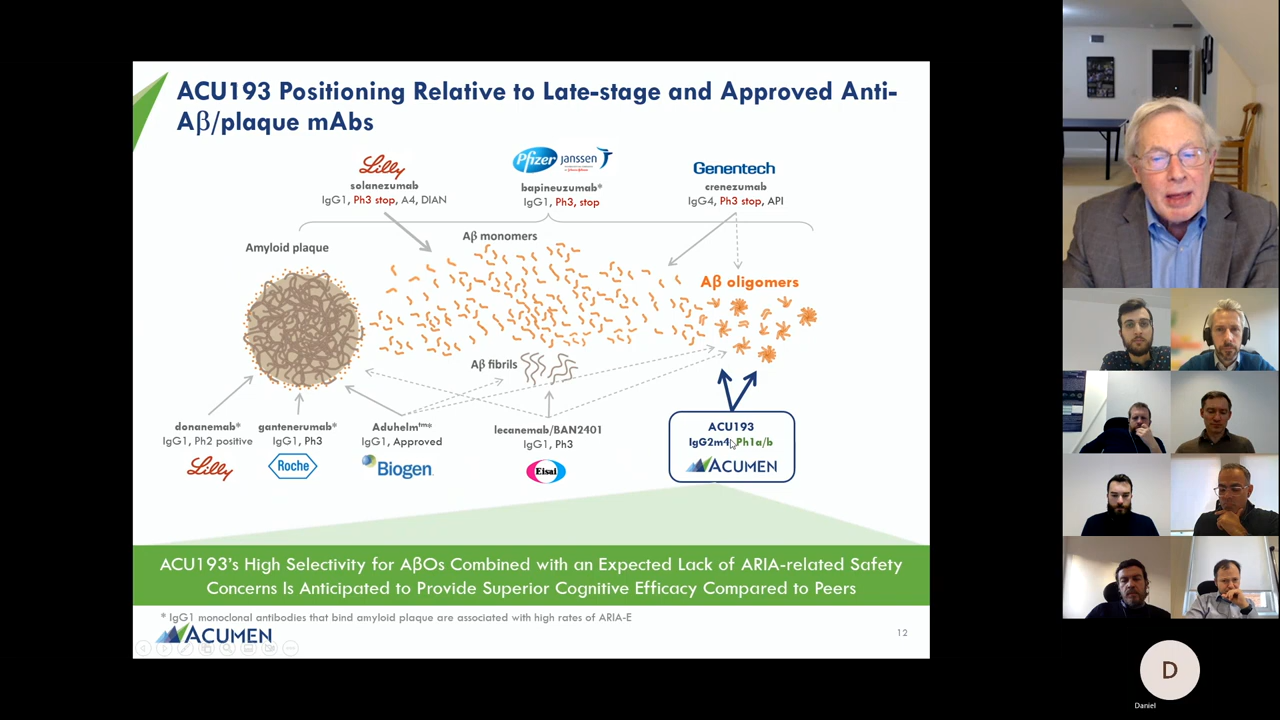 ACU193 Positioning Relative to Late-stage and Approved Anti-
Aβ/plaque mAbs
Lilly
solanezumab
IgG1, Ph3 stop, A4, DIAN
Pfizer
janssen
bapineuzumab*
IgG1, Ph3, stop
Genentech
crenezumab
IgG4, Ph3 stop, API
Amyloid plaque
Aβ monomers
Aβ oligomers
Aβ fibrils
donanemab*
IgG1, Ph2 positive
Lilly
gantenerumab*
IgG1, Ph3
Roche
Aduhelm™*
IgG1, Approved
Biogen
lecanemab/BAN2401
IgG1, Ph3
Eisai
ACU193
IgG2m4, Ph1a/b
ACUMEN
ACU193's High Selectivity for AβOs Combined with an Expected Lack of ARIA-related Safety
Concerns Is Anticipated to Provide Superior Cognitive Efficacy Compared to Peers
* IgG1 monoclonal antibodies that bind amyloid plaque are associated with high rates of ARIA-E
ACUMEN
12
D
Daniel